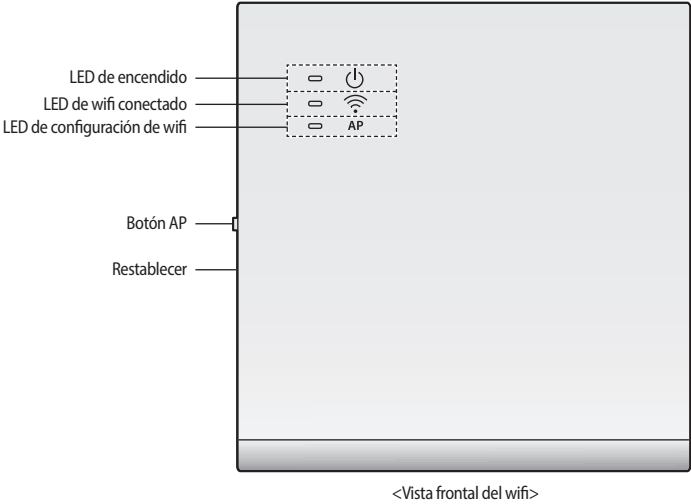 LED de encendido
LED de wifi conectado
LED de configuración de wifi
AP
Botón AP
Restablecer
<Vista frontal del wifi>